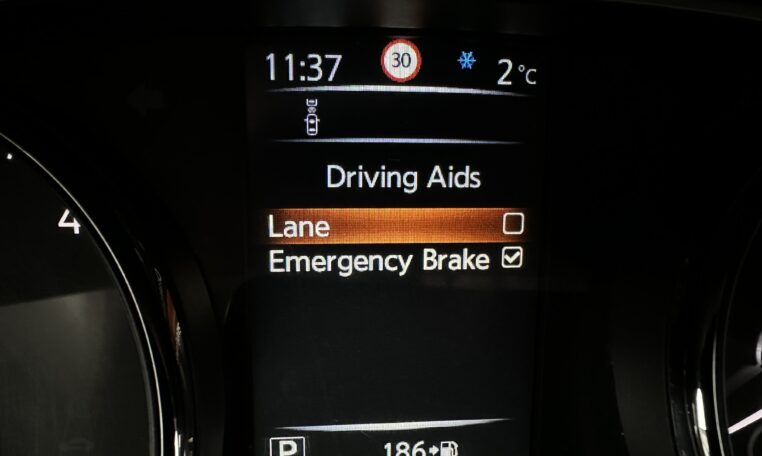 11:37 30 2°C
Driving Aids
4
Lane
Emergency Brake
P 186